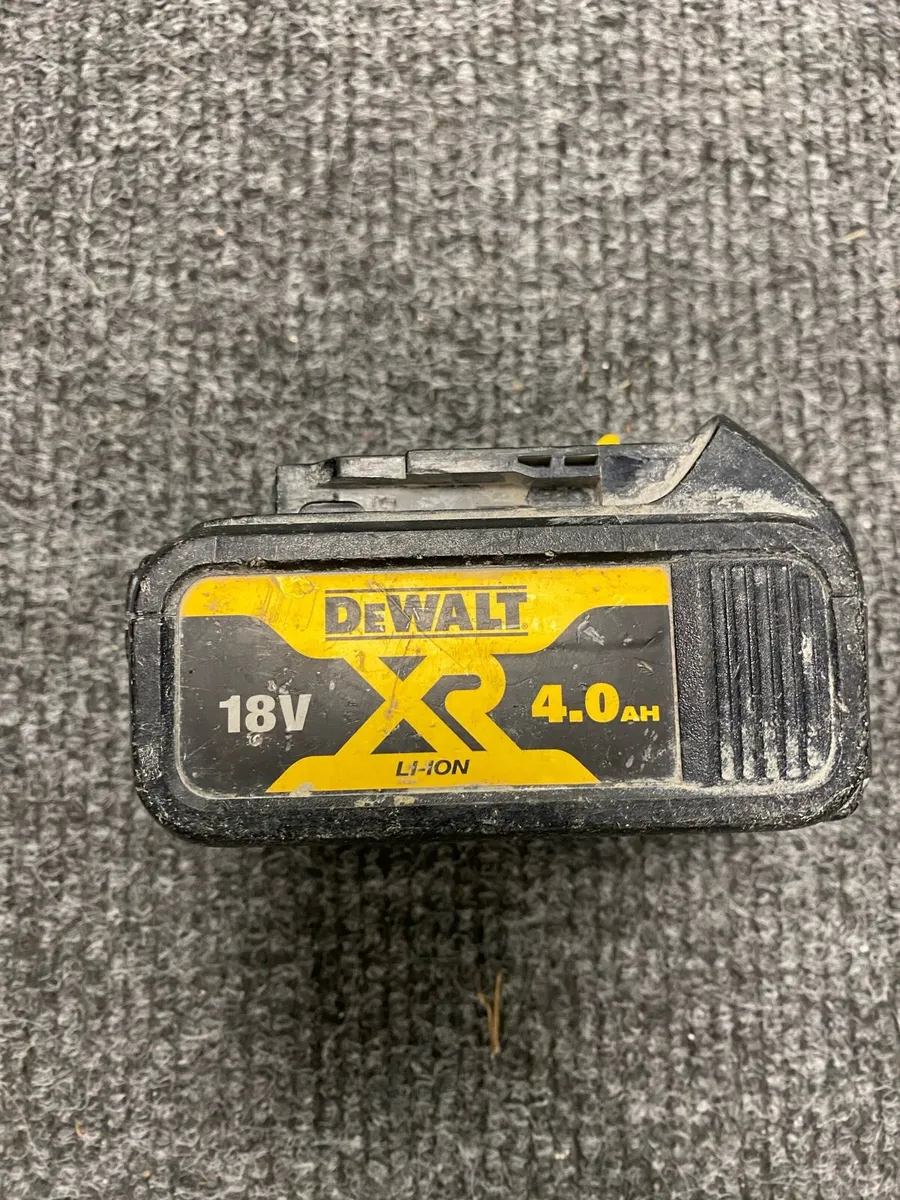 DEWALT
XR
18V
4.0AH
LI-ION